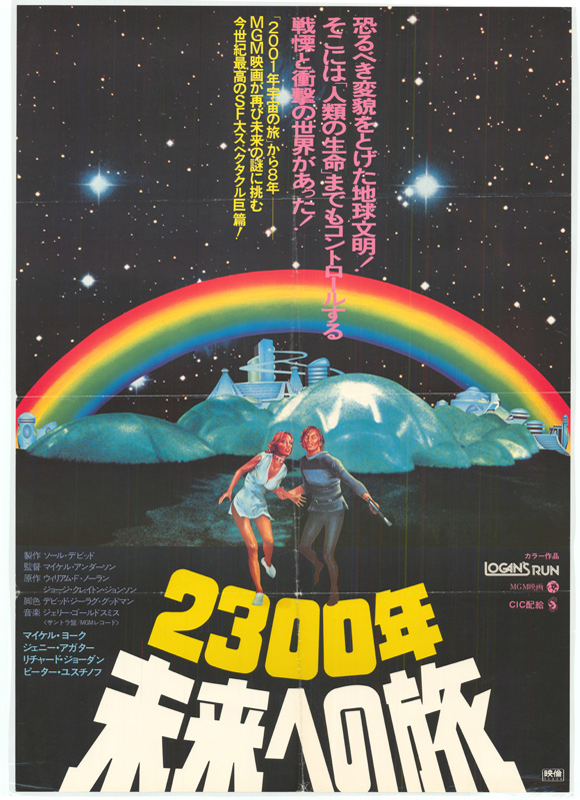 恐るべき変貌をとげた地球文明！
そこには「人類の生命」までもコントロールする
戦慄と衝撃の世界があった！
「2001年宇宙の旅」から8年——
MGM映画が再び未来の謎に挑む
今世紀最高のSF大スペクタクル巨篇！
製作 ソール・デビッド
監督 マイケル・アンダーソン
原作 ウィリアム・F・ノーラン
ジョージ・クレイトン・ジョンソン
脚色 デビッド・ジーラグ・グッドマン
音楽 ジェリー・ゴールドスミス
〈サントラ盤/MGMレコード〉
マイケル・ヨーク
ジェニー・アガター
リチャード・ジョーダン
ピーター・ユスチノフ
カラー作品
LOGAN'S RUN
MGM映画
CIC配給
2300年
未来への旅
映倫